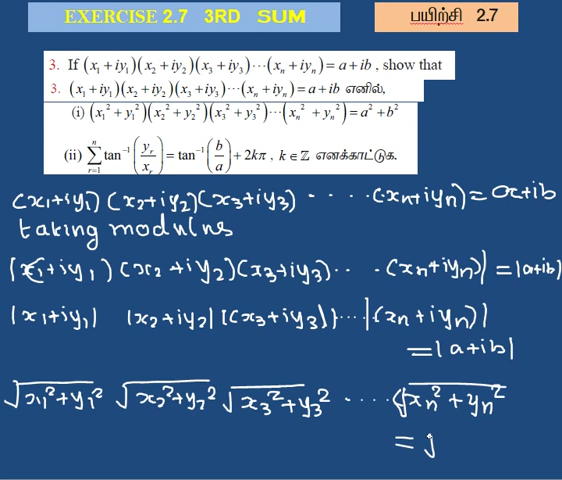 EXERCISE 2.7 3RD SUM
பயிற்சி 2.7
3. If (x₁ + iy₁)(x₂ + iy₂)(x₃ + iy₃)⋯(xₙ + iyₙ) = a + ib , show that
3. (x₁ + iy₁)(x₂ + iy₂)(x₃ + iy₃)⋯(xₙ + iyₙ) = a + ib எனில்,
(i) (x₁² + y₁²)(x₂² + y₂²)(x₃² + y₃²)⋯(xₙ² + yₙ²) = a² + b²
(ii) ∑ᵣ₌₁ⁿ tan⁻¹(yᵣ/xᵣ) = tan⁻¹(b/a) + 2kπ , k ∈ ℤ எனக்காட்டுக.
(x₁+iy₁) (x₂+iy₂)(x₃+iy₃) ····· (xₙ+iyₙ) = a+ib
taking modulus
|(x₁+iy₁) (x₂+iy₂)(x₃+iy₃)··· (xₙ+iyₙ)| = |a+ib|
|x₁+iy₁| |x₂+iy₂| |(x₃+iy₃)|····|(xₙ+iyₙ)|
= |a+ib|
√x₁²+y₁² √x₂²+y₂² √x₃²+y₃² ····· √xₙ²+yₙ²
=